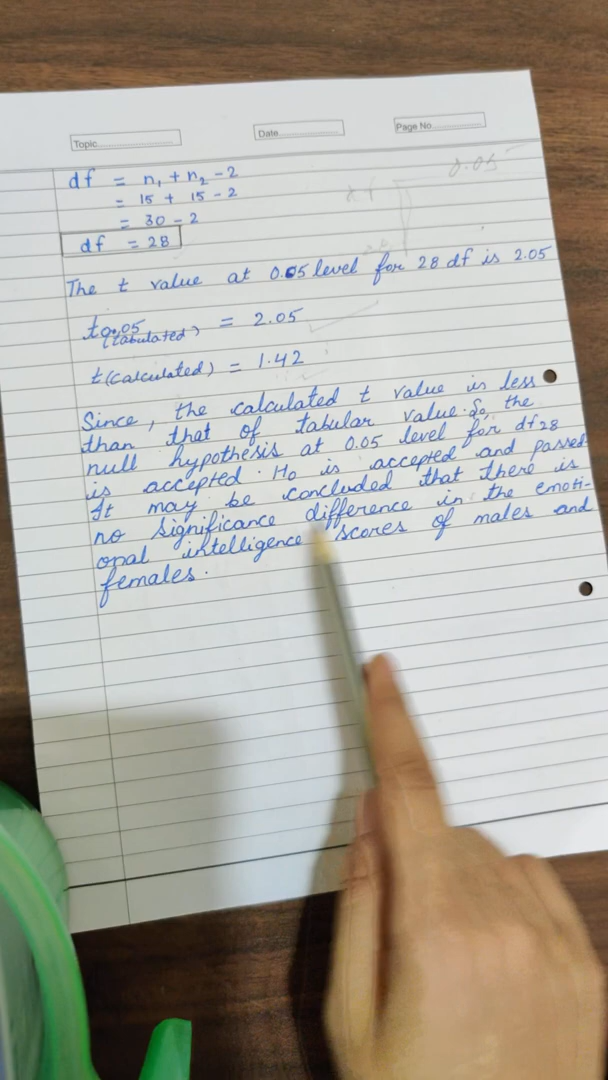 Topic
Date
Page No
0.05
df = n₁ + n₂ - 2
= 15 + 15 - 2
= 30 - 2
df = 28
The t value at 0.05 level for 28 df is 2.05
t0.05 (tabulated) = 2.05
t (calculated) = 1.42
Since, the calculated t value is less
than that of tabular value. So, the
null hypothesis at 0.05 level for df 28
is accepted. H₀ is accepted and passed
It may be concluded that there is
no significance difference in the emoti-
onal intelligence scores of males and
females.